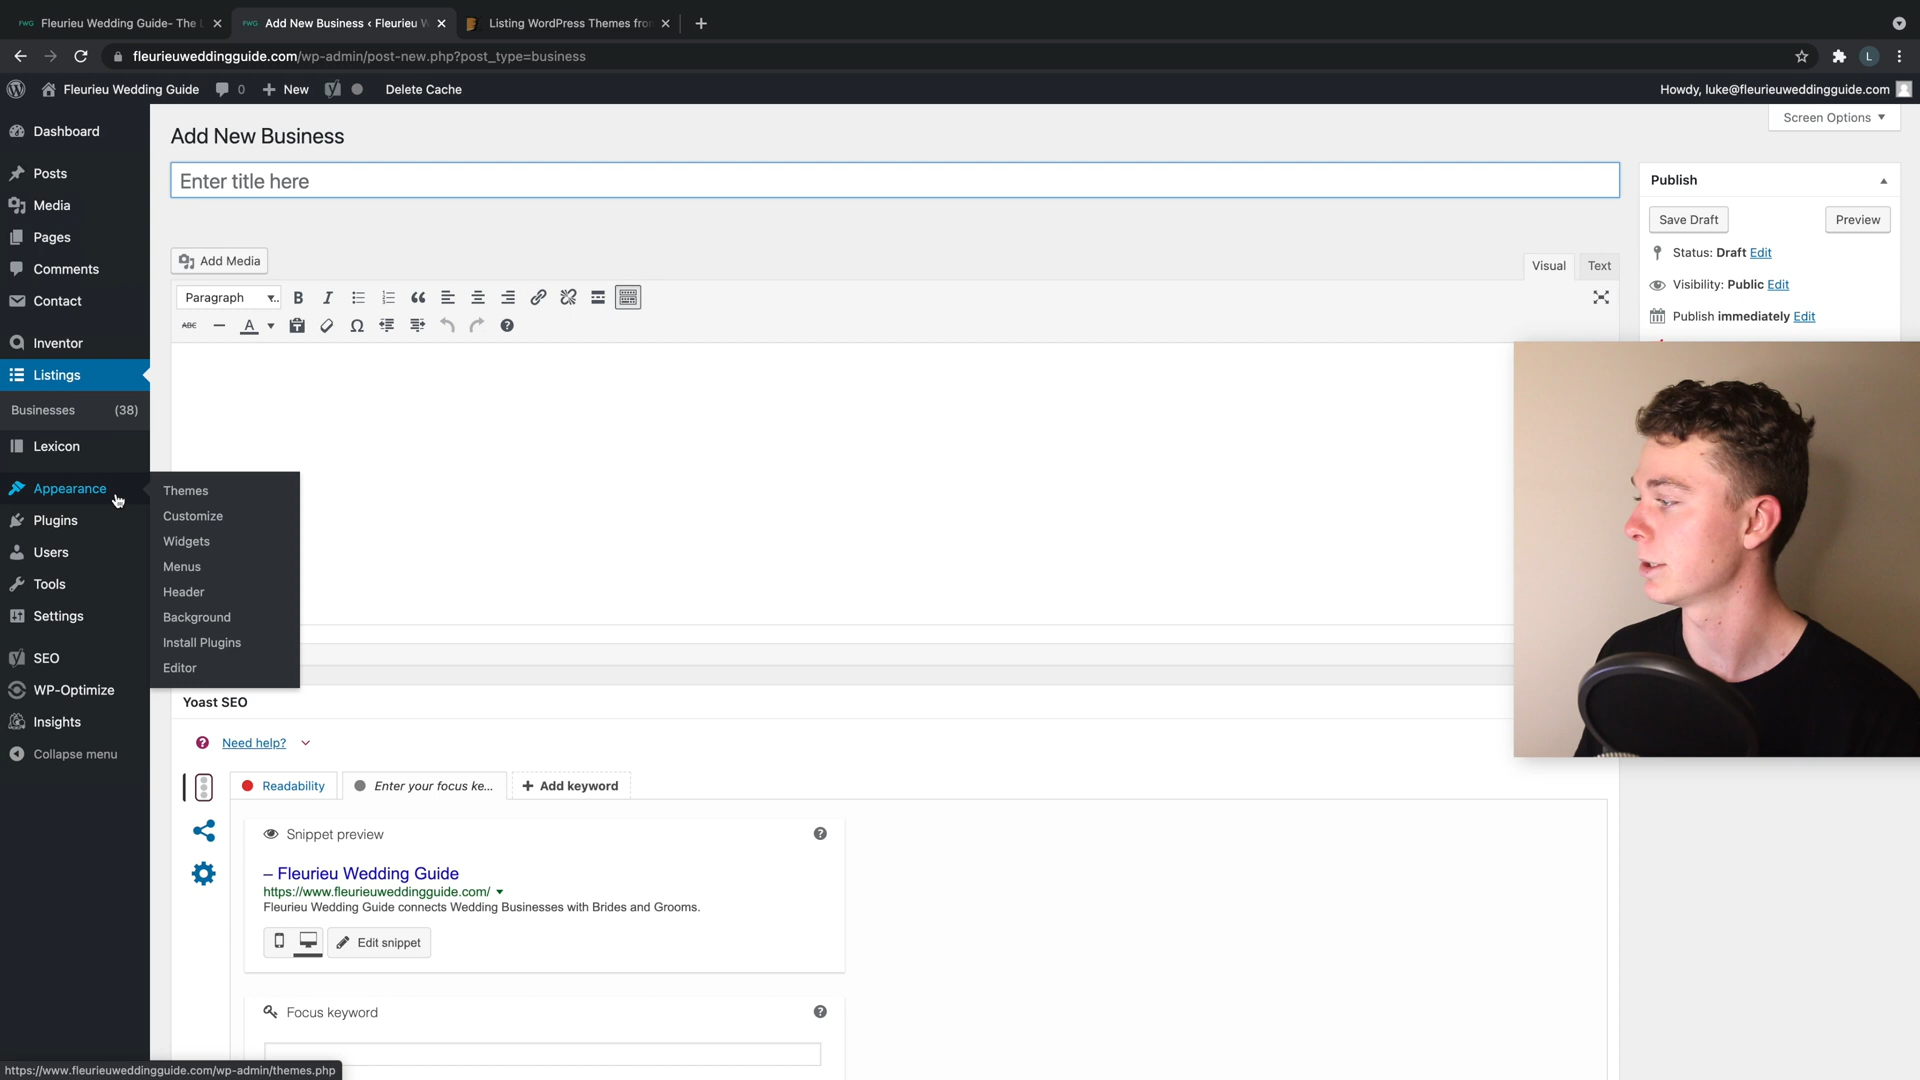 FWG Fleurieu Wedding Guide- The
FWG Add New Business ‹ Fleurieu W
Listing WordPress Themes fro
fleurieuweddingguide.com/wp-admin/post-new.php?post_type=business
L
Fleurieu Wedding Guide
0
New
Delete Cache
Howdy, luke@fleurieuweddingguide.com
Screen Options
Dashboard
Posts
Media
Pages
Comments
Contact
Inventor
Listings
Businesses (38)
Lexicon
Appearance
Plugins
Users
Tools
Settings
SEO
WP-Optimize
Insights
Collapse menu
Themes
Customize
Widgets
Menus
Header
Background
Install Plugins
Editor
Add New Business
Enter title here
Add Media
Visual Text
Paragraph
B I
ABC A Ω
Publish
Save Draft Preview
Status: Draft Edit
Visibility: Public Edit
Publish immediately Edit
Yoast SEO
Need help?
Readability
Enter your focus ke...
Add keyword
Snippet preview
– Fleurieu Wedding Guide
https://www.fleurieuweddingguide.com/
Fleurieu Wedding Guide connects Wedding Businesses with Brides and Grooms.
Edit snippet
Focus keyword
https://www.fleurieuweddingguide.com/wp-admin/themes.php